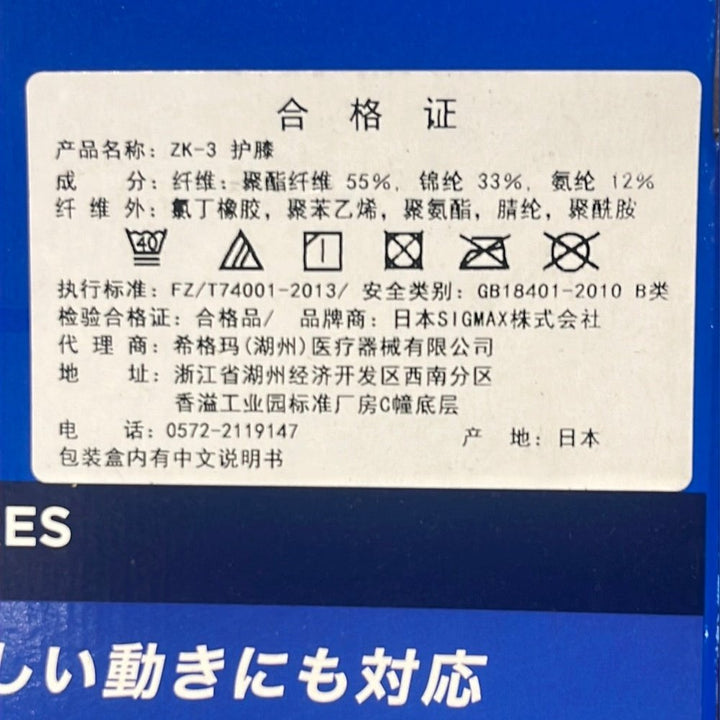 合格证
产品名称：ZK-3 护膝
成 分：纤维：聚酯纤维 55%，锦纶 33%，氨纶 12%
纤维外：氯丁橡胶，聚苯乙烯，聚氨酯，腈纶，聚酰胺
40
执行标准：FZ/T74001-2013/ 安全类别：GB18401-2010 B类
检验合格证：合格品/ 品牌商：日本SIGMAX株式会社
代理商：希格玛(湖州)医疗器械有限公司
地 址：浙江省湖州经济开发区西南分区
香溢工业园标准厂房C幢底层
电 话：0572-2119147
产 地：日本
包装盒内有中文说明书
ES
しい動きにも対応